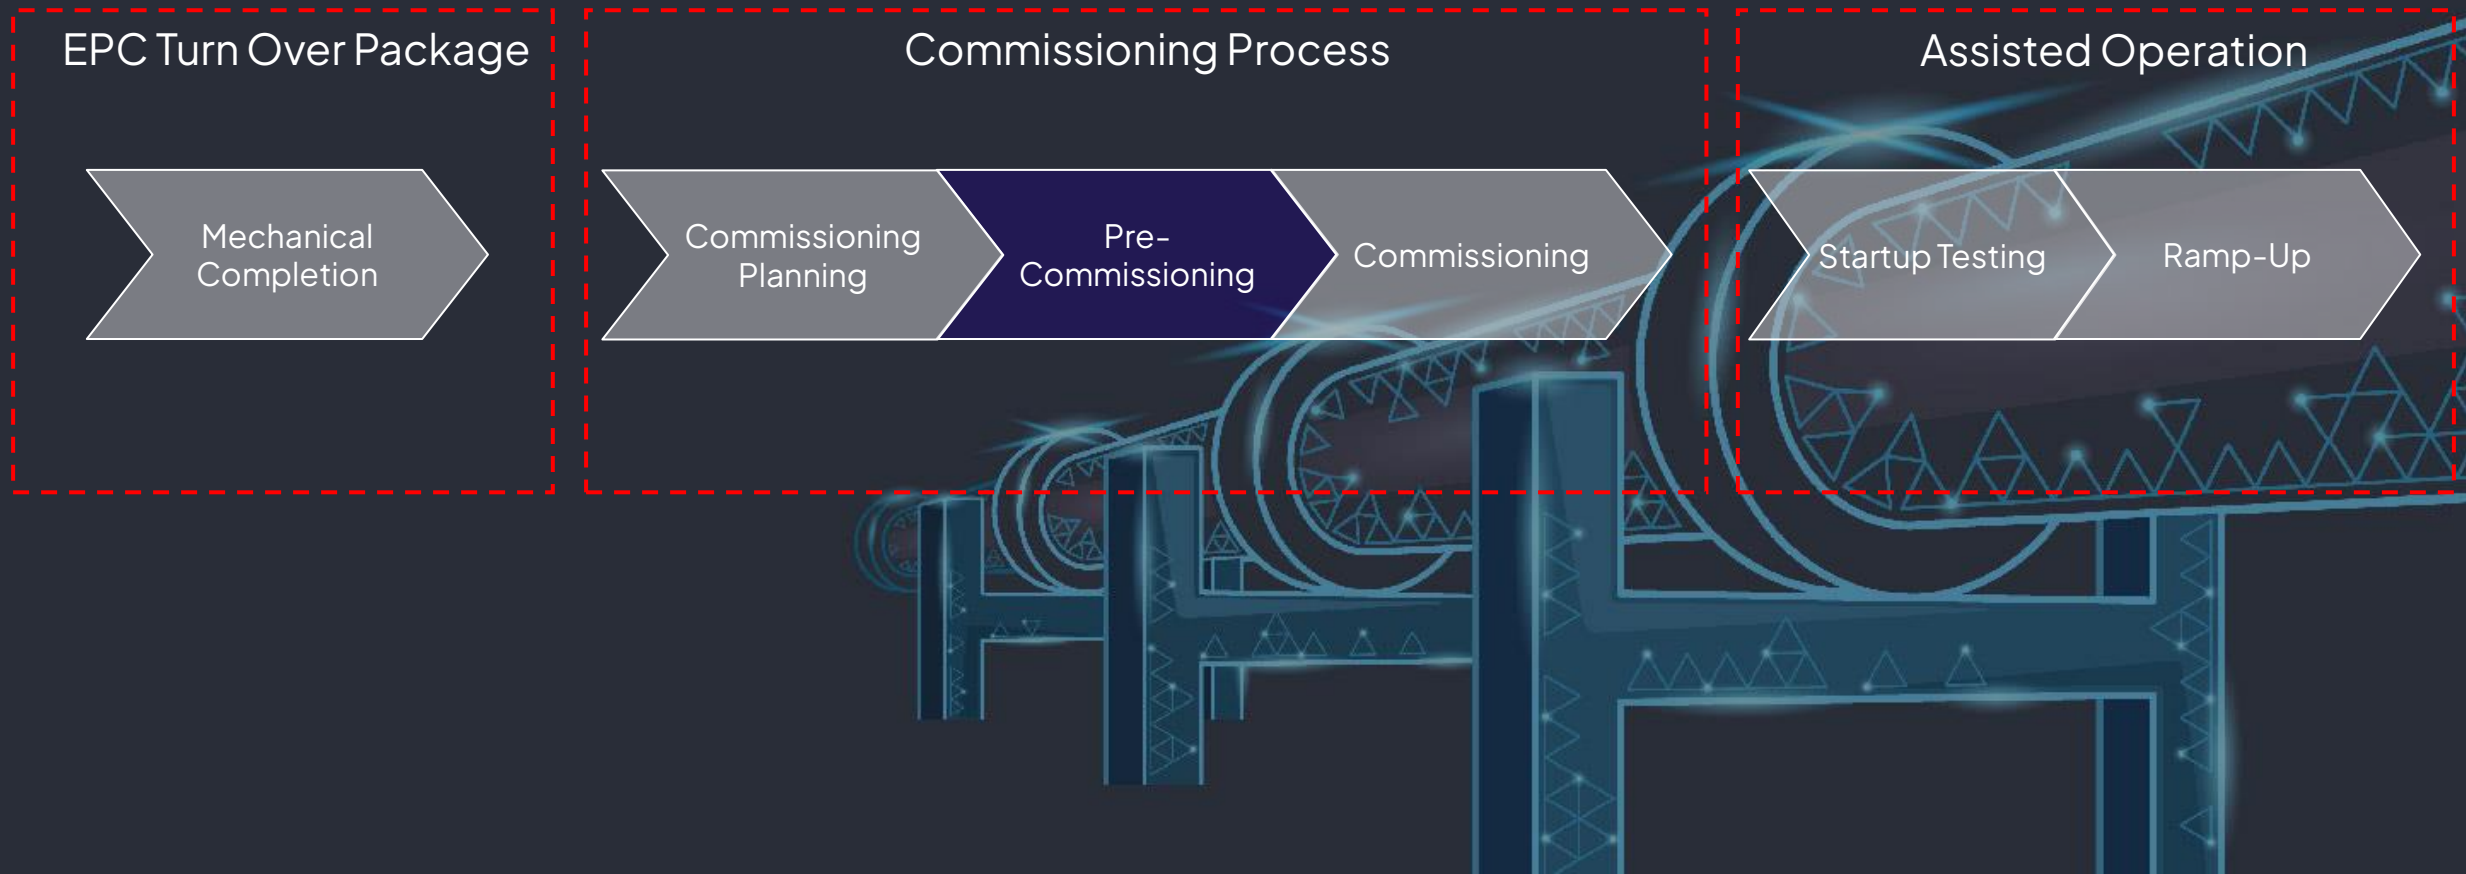 EPC Turn Over Package
Commissioning Process
Assisted Operation
Mechanical
Completion
Commissioning
Planning
Pre-
Commissioning
Commissioning
Startup Testing
Ramp-Up